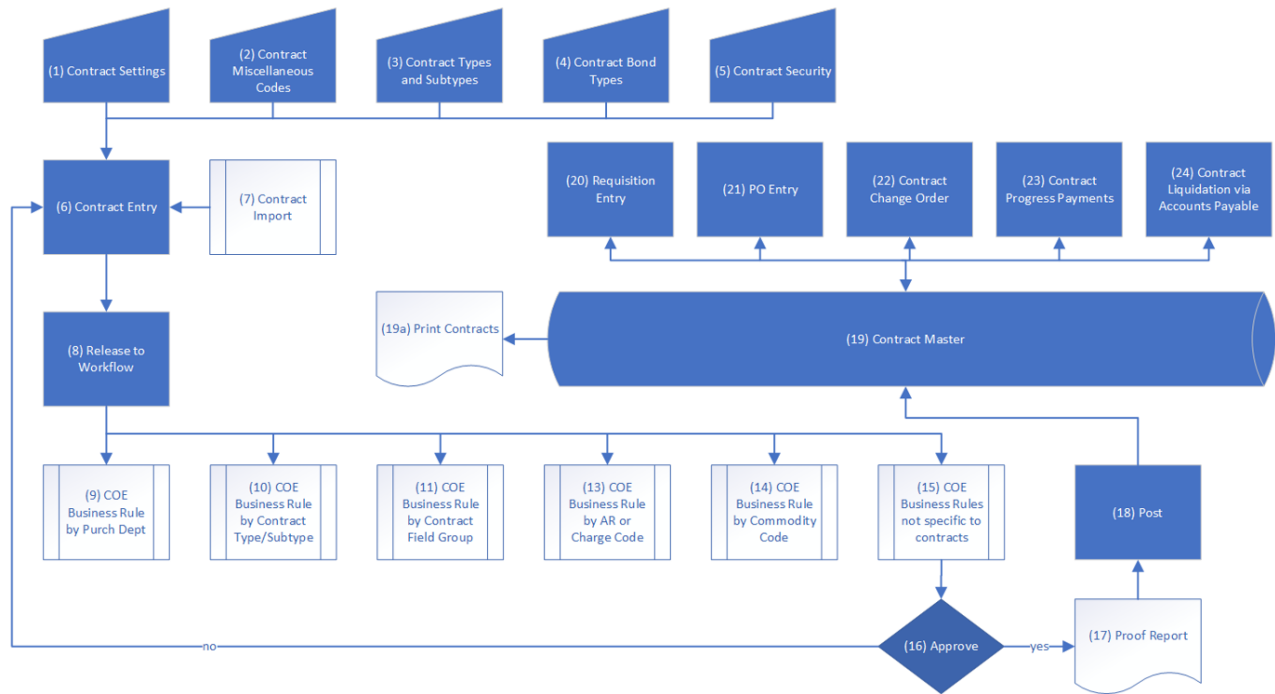 (1) Contract Settings
(2) Contract
Miscellaneous
Codes
(3) Contract Types
and Subtypes
(4) Contract Bond
Types
(5) Contract Security
(6) Contract Entry
(7) Contract
Import
(20) Requisition
Entry
(21) PO Entry
(22) Contract
Change Order
(23) Contract
Progress Payments
(24) Contract
Liquidation via
Accounts Payable
(8) Release to
Workflow
(19a) Print Contracts
(19) Contract Master
(9) COE
Business Rule
by Purch Dept
(10) COE
Business Rule
by Contract
Type/Subtype
(11) COE
Business Rule
by Contract
Field Group
(13) COE
Business Rule
by AR or
Charge Code
(14) COE
Business Rule
by Commodity
Code
(15) COE
Business Rules
not specific to
contracts
(18) Post
no
(16) Approve
yes
(17) Proof Report